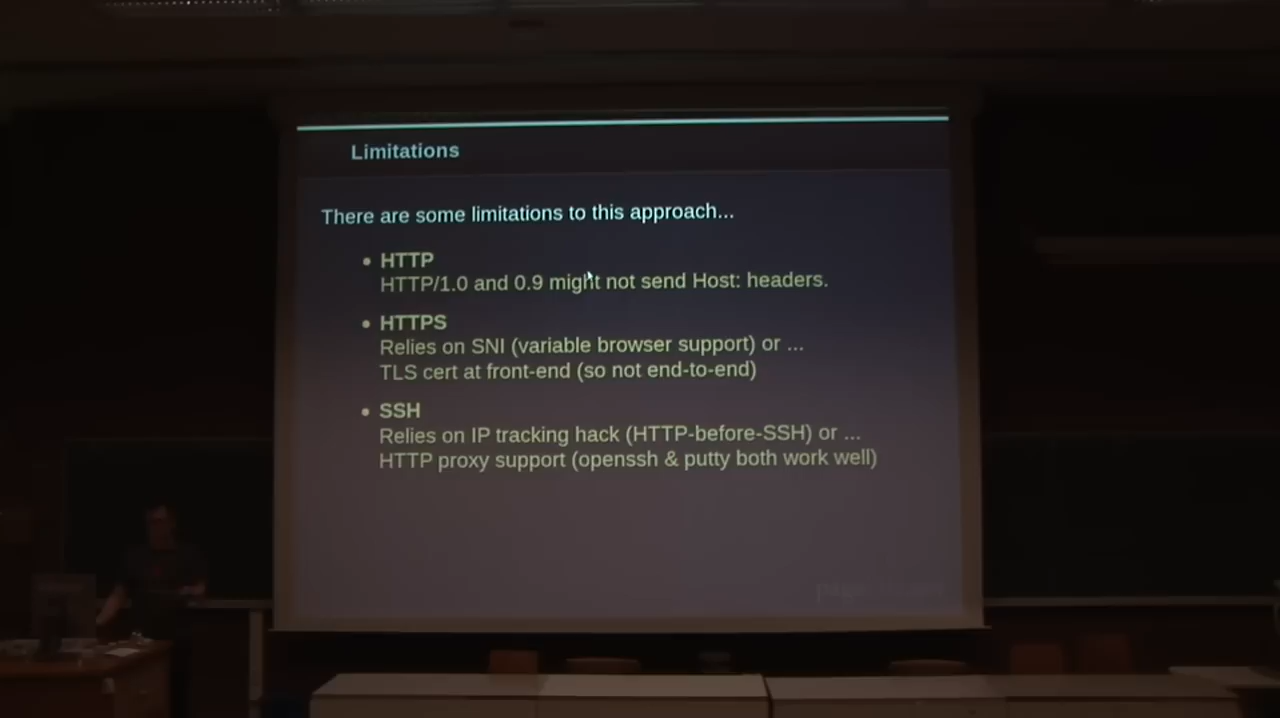 Limitations
There are some limitations to this approach...
• HTTP
HTTP/1.0 and 0.9 might not send Host: headers.
• HTTPS
Relies on SNI (variable browser support) or ...
TLS cert at front-end (so not end-to-end)
• SSH
Relies on IP tracking hack (HTTP-before-SSH) or ...
HTTP proxy support (openssh & putty both work well)